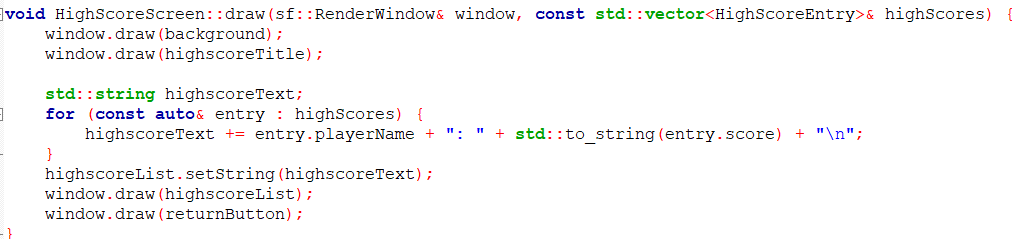 void HighScoreScreen::draw(sf::RenderWindow& window, const std::vector<HighScoreEntry>& highScores) {
    window.draw(background);
    window.draw(highscoreTitle);

    std::string highscoreText;
    for (const auto& entry : highScores) {
        highscoreText += entry.playerName + ": " + std::to_string(entry.score) + "\n";
    }
    highscoreList.setString(highscoreText);
    window.draw(highscoreList);
    window.draw(returnButton);
}